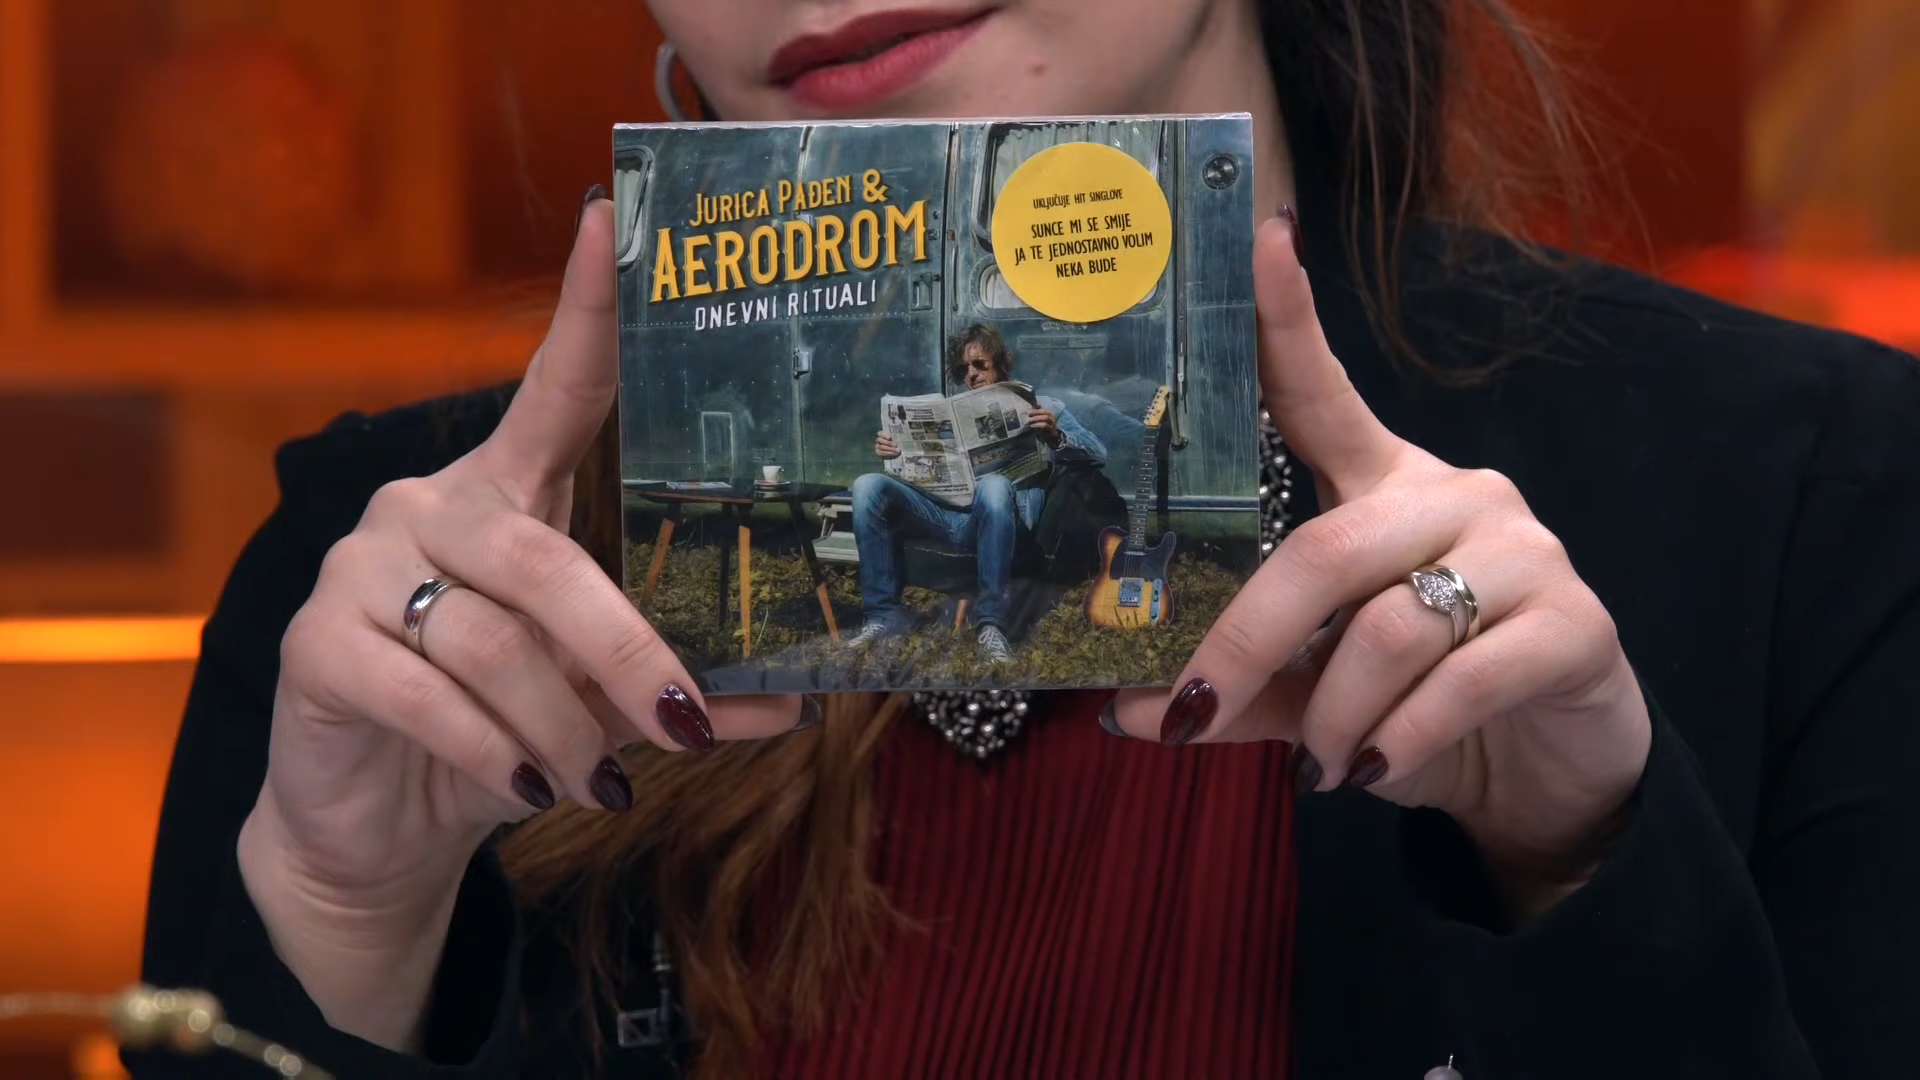 JURICA PAĐEN &
AERODROM
DNEVNI RITUALI
UKLJUČUJE HIT SINGLOVE
SUNCE MI SE SMIJE
JA TE JEDNOSTAVNO VOLIM
NEKA BUDE